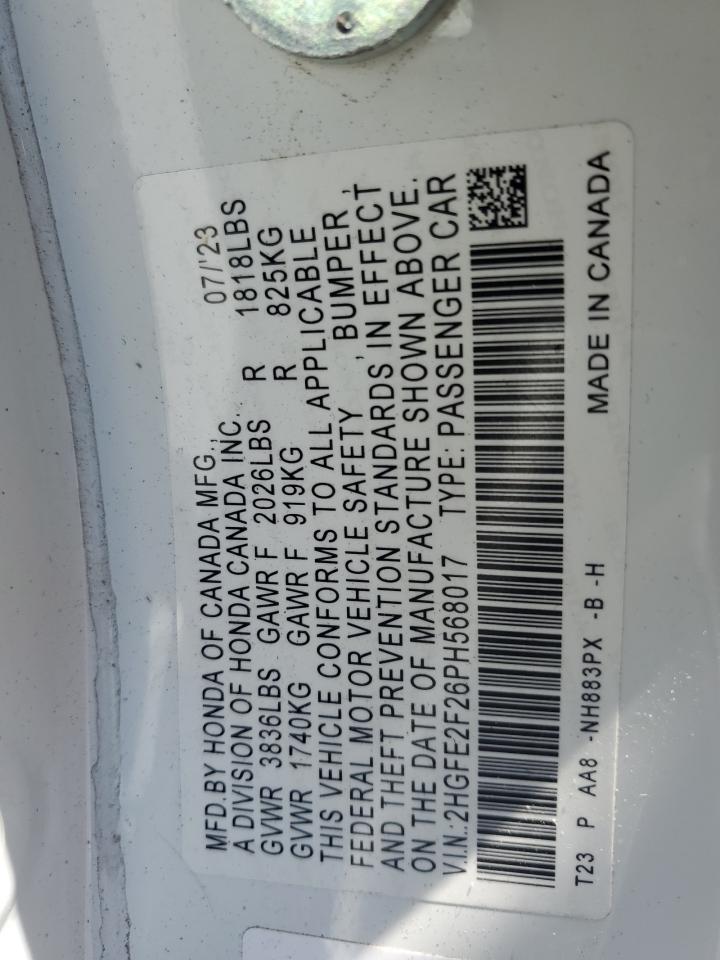 MFD.BY HONDA OF CANADA MFG., 07/'23
A DIVISION OF HONDA CANADA INC.
GVWR 3836LBS GAWR F 2026LBS R 1818LBS
GVWR 1740KG GAWR F 919KG R 825KG
THIS VEHICLE CONFORMS TO ALL APPLICABLE
FEDERAL MOTOR VEHICLE SAFETY , BUMPER ,
AND THEFT PREVENTION STANDARDS IN EFFECT
ON THE DATE OF MANUFACTURE SHOWN ABOVE.
V.I.N.:2HGFE2F26PH568017 TYPE: PASSENGER CAR
T23 P AA8 -NH883PX -B -H MADE IN CANADA